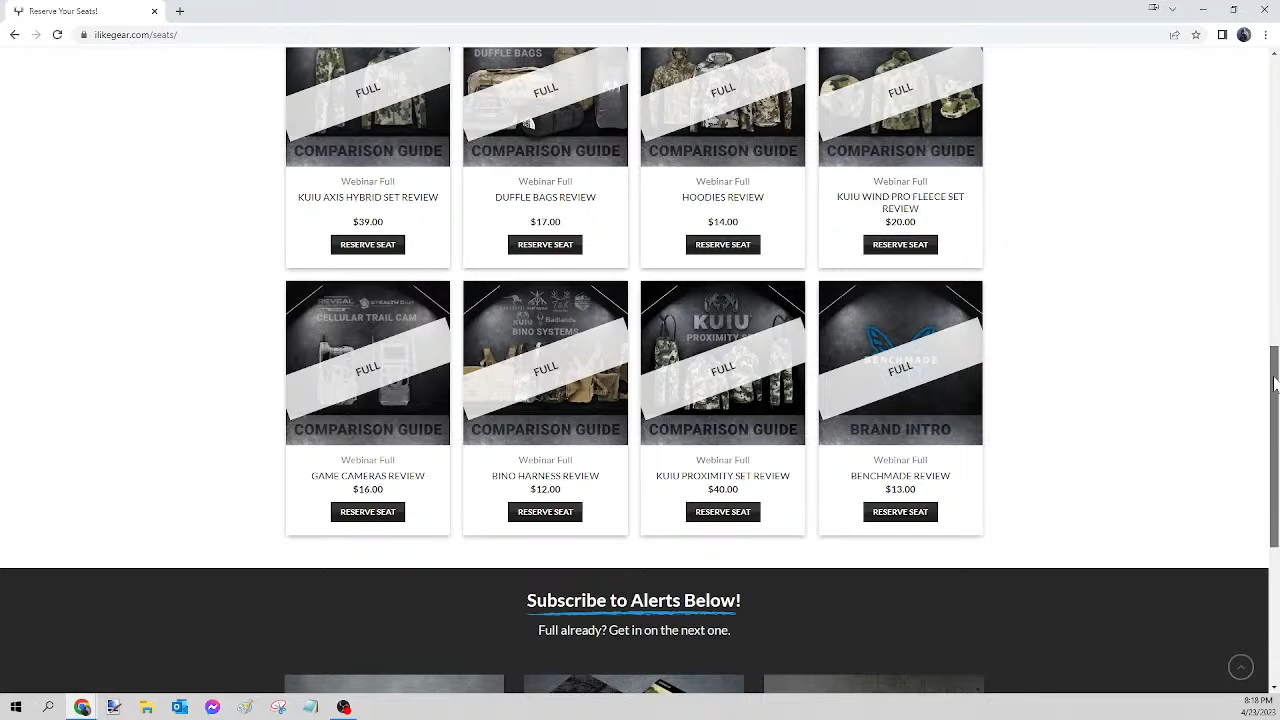 Reserve Your Seats!
ilikegear.com/seats/
DUFFLE BAGS
FULL
FULL
FULL
FULL
COMPARISON GUIDE
COMPARISON GUIDE
COMPARISON GUIDE
COMPARISON GUIDE
Webinar Full
Webinar Full
Webinar Full
Webinar Full
KUIU AXIS HYBRID SET REVIEW
DUFFLE BAGS REVIEW
HOODIES REVIEW
KUIU WIND PRO FLEECE SET
REVIEW
$39.00
$17.00
$14.00
$20.00
RESERVE SEAT
RESERVE SEAT
RESERVE SEAT
RESERVE SEAT
REVEAL
STEALTH CAM
CELLULAR TRAIL CAM
KUIU
Badlands
BINO SYSTEMS
KUIU
BENCHMADE
FULL
FULL
FULL
FULL
COMPARISON GUIDE
COMPARISON GUIDE
COMPARISON GUIDE
BRAND INTRO
Webinar Full
Webinar Full
Webinar Full
Webinar Full
GAME CAMERAS REVIEW
BINO HARNESS REVIEW
KUIU PROXIMITY SET REVIEW
BENCHMADE REVIEW
$16.00
$12.00
$40.00
$13.00
RESERVE SEAT
RESERVE SEAT
RESERVE SEAT
RESERVE SEAT
Subscribe to Alerts Below!
Full already? Get in on the next one.
8:18 PM
4/23/2023